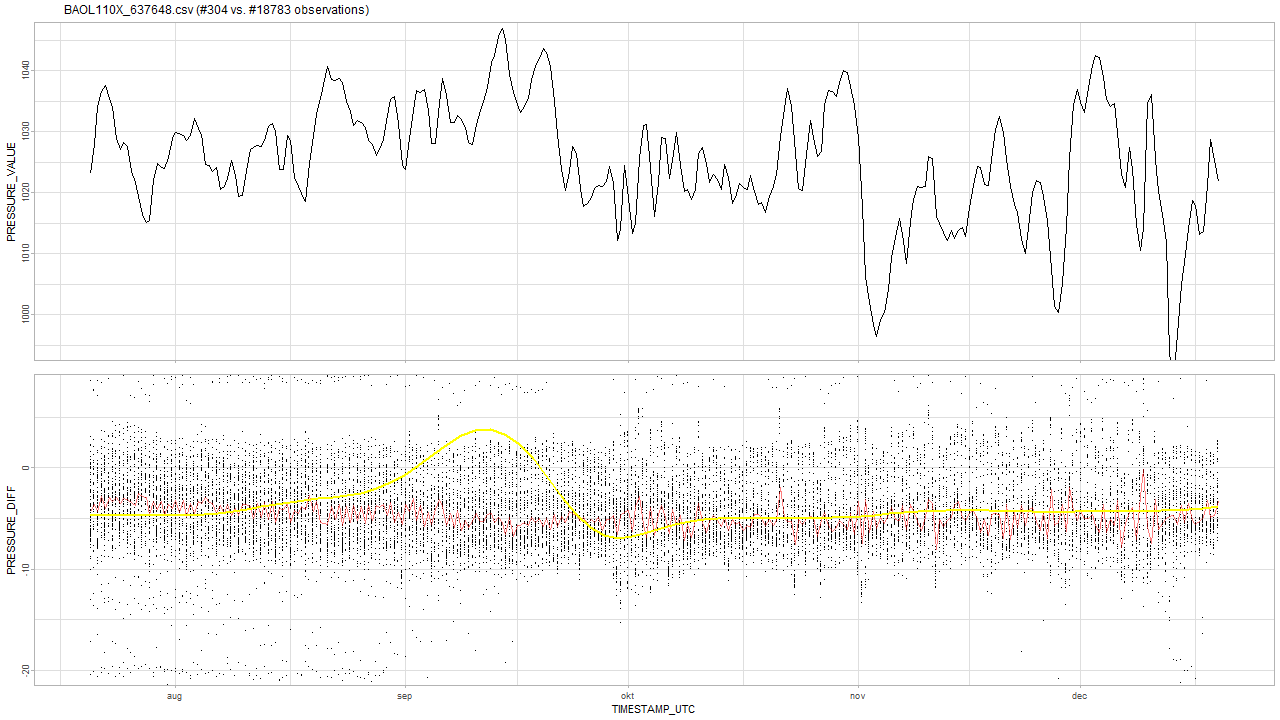 BAOL110X_637648.csv (#304 vs. #18783 observations)
PRESSURE_VALUE
1040
1030
1020
1010
1000
PRESSURE_DIFF
0
-10
-20
aug
sep
okt
nov
dec
TIMESTAMP_UTC